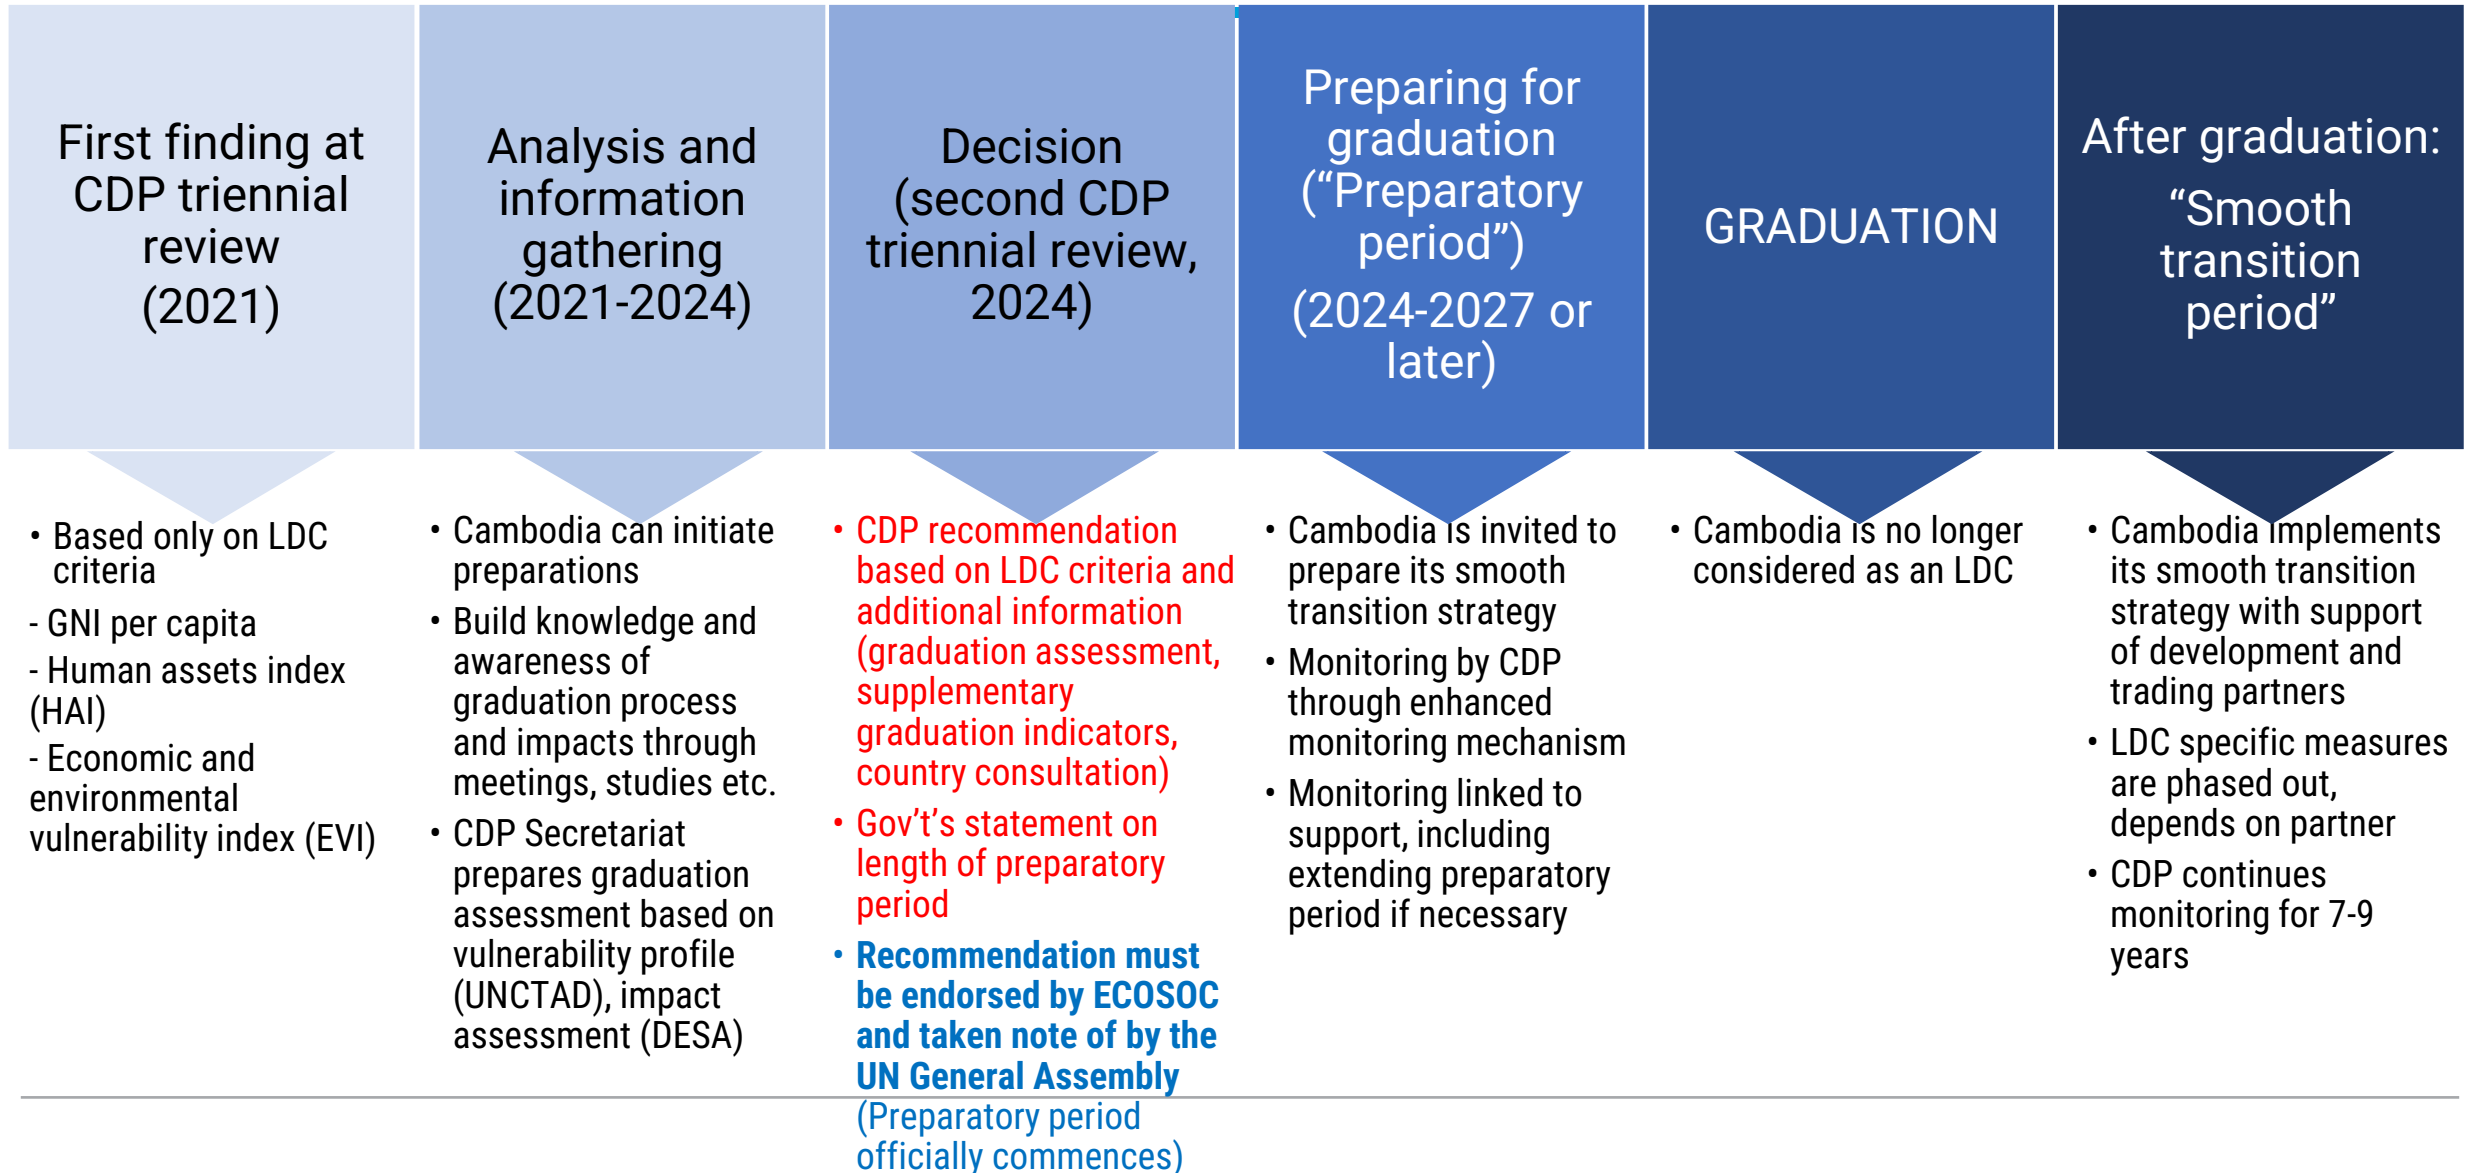 First finding at
CDP triennial
review
(2021)
Analysis and
information
gathering
(2021-2024)
Decision
(second CDP
triennial review,
2024)
Preparing for
graduation
(“Preparatory
period”)
(2024-2027 or
later)
GRADUATION
After graduation:
“Smooth
transition
period”
• Based only on LDC
criteria
- GNI per capita
- Human assets index
(HAI)
- Economic and
environmental
vulnerability index (EVI)
• Cambodia can initiate
preparations
• Build knowledge and
awareness of
graduation process
and impacts through
meetings, studies etc.
• CDP Secretariat
prepares graduation
assessment based on
vulnerability profile
(UNCTAD), impact
assessment (DESA)
• CDP recommendation
based on LDC criteria and
additional information
(graduation assessment,
supplementary
graduation indicators,
country consultation)
• Gov’t’s statement on
length of preparatory
period
• Recommendation must
be endorsed by ECOSOC
and taken note of by the
UN General Assembly
(Preparatory period
officially commences)
• Cambodia is invited to
prepare its smooth
transition strategy
• Monitoring by CDP
through enhanced
monitoring mechanism
• Monitoring linked to
support, including
extending preparatory
period if necessary
• Cambodia is no longer
considered as an LDC
• Cambodia implements
its smooth transition
strategy with support
of development and
trading partners
• LDC specific measures
are phased out,
depends on partner
• CDP continues
monitoring for 7-9
years